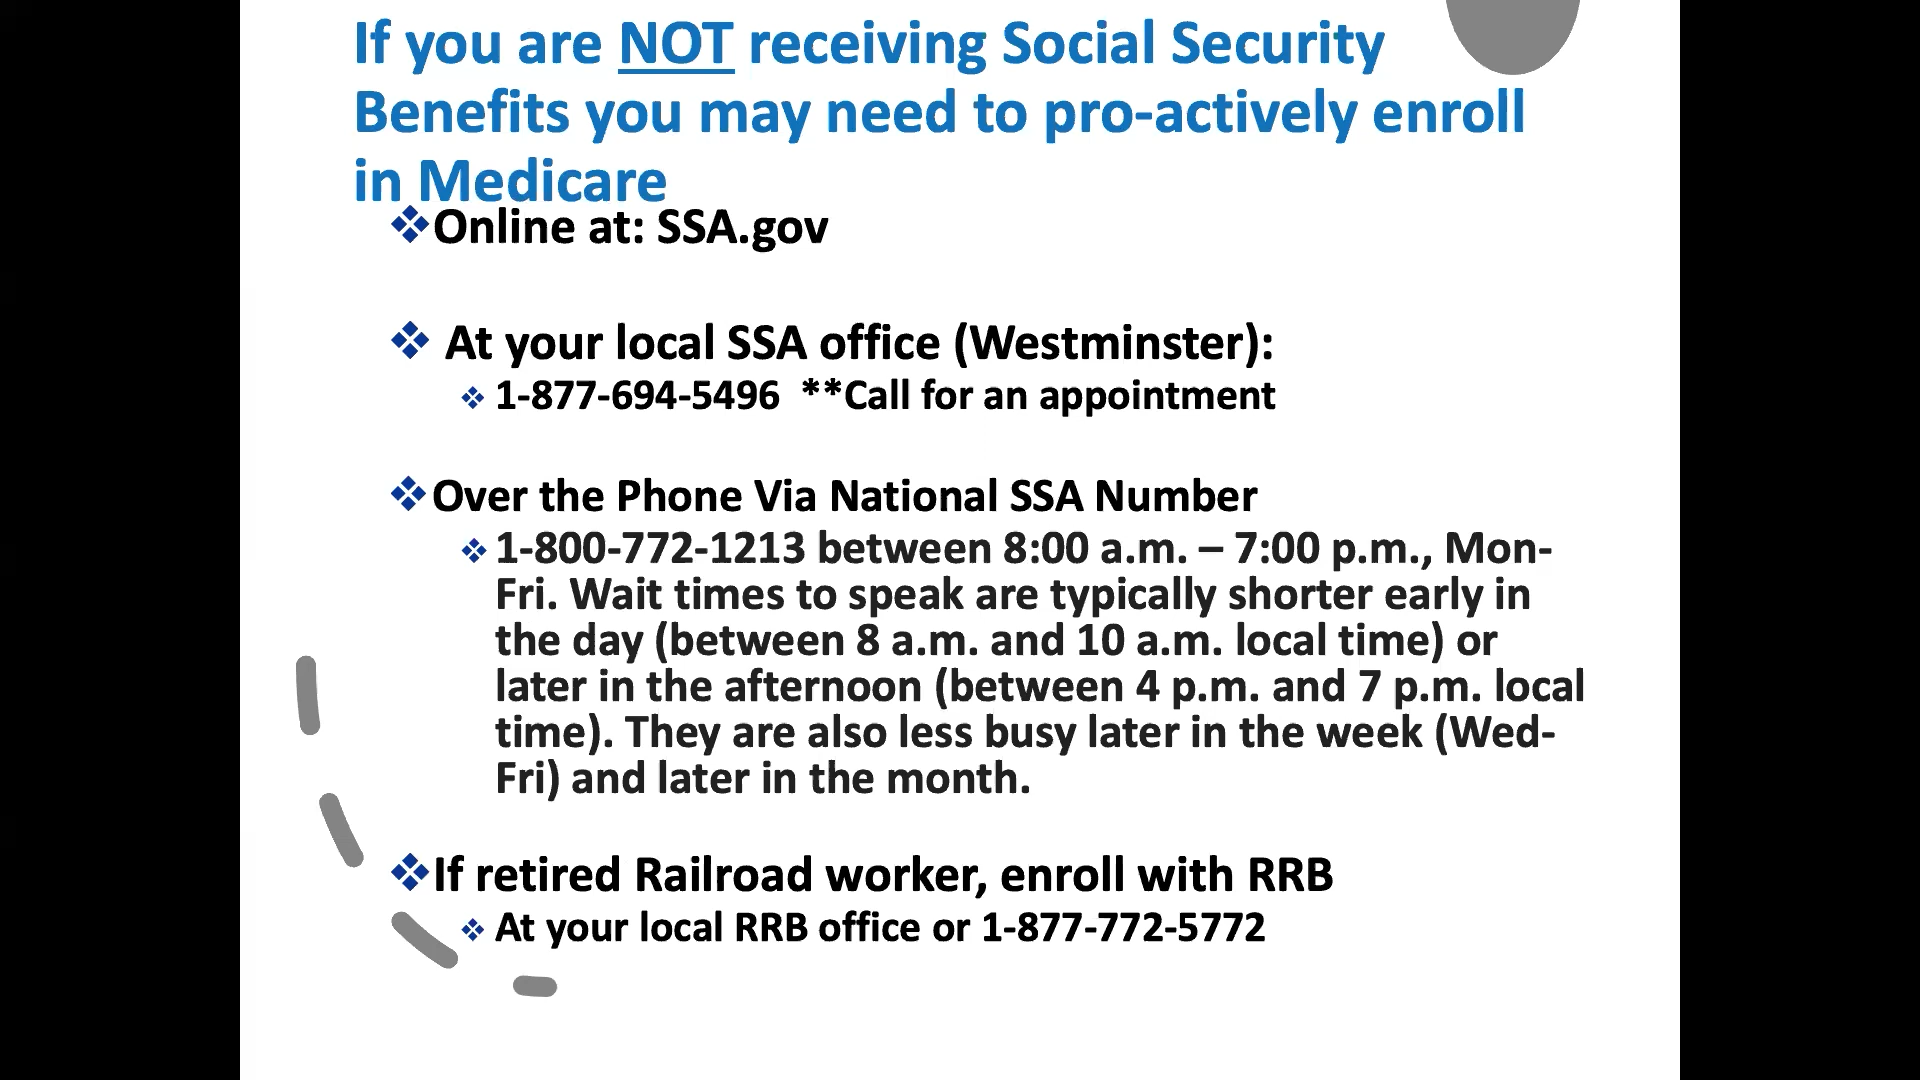 If you are NOT receiving Social Security
Benefits you may need to pro-actively enroll
in Medicare
❖Online at: SSA.gov
❖ At your local SSA office (Westminster):
❖ 1-877-694-5496  **Call for an appointment
❖Over the Phone Via National SSA Number
❖ 1-800-772-1213 between 8:00 a.m. – 7:00 p.m., Mon-
Fri. Wait times to speak are typically shorter early in
the day (between 8 a.m. and 10 a.m. local time) or
later in the afternoon (between 4 p.m. and 7 p.m. local
time). They are also less busy later in the week (Wed-
Fri) and later in the month.
❖If retired Railroad worker, enroll with RRB
❖ At your local RRB office or 1-877-772-5772